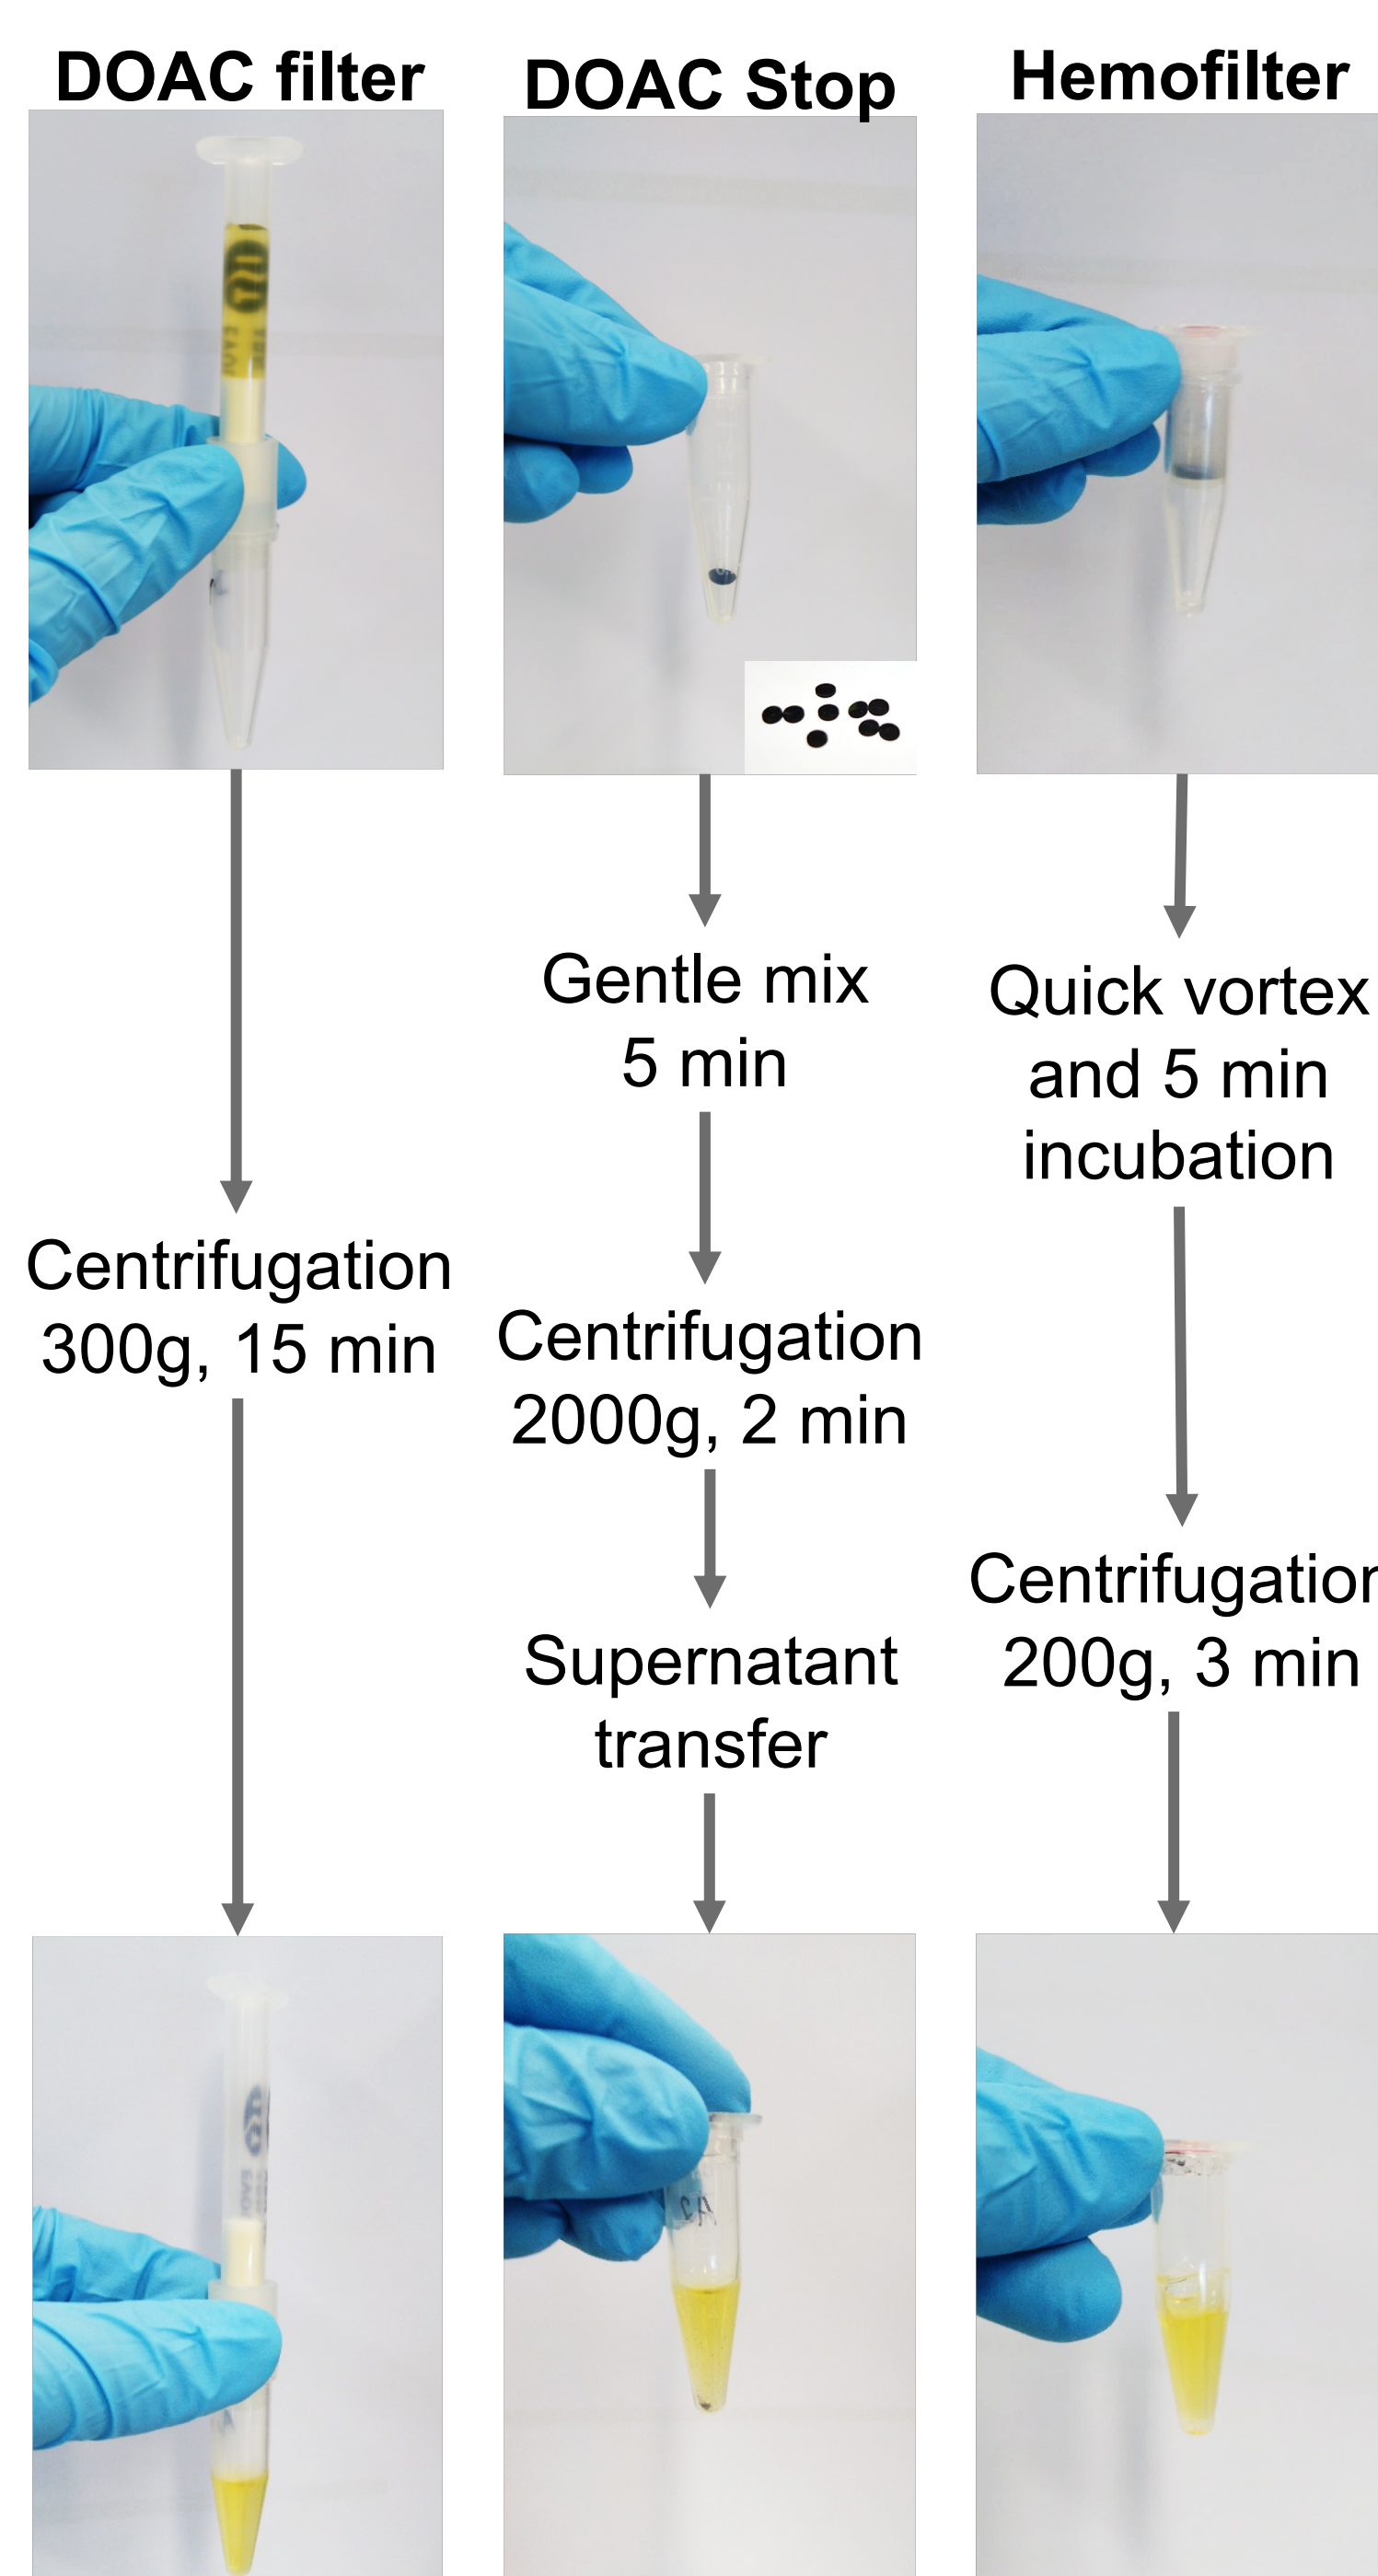 DOAC filter
Centrifugation
300g, 15 min
DOAC Stop
Gentle mix
5 min
Centrifugation
2000g, 2 min
Supernatant
transfer
Hemofilter
Quick vortex
and 5 min
incubation
Centrifugation
200g, 3 min